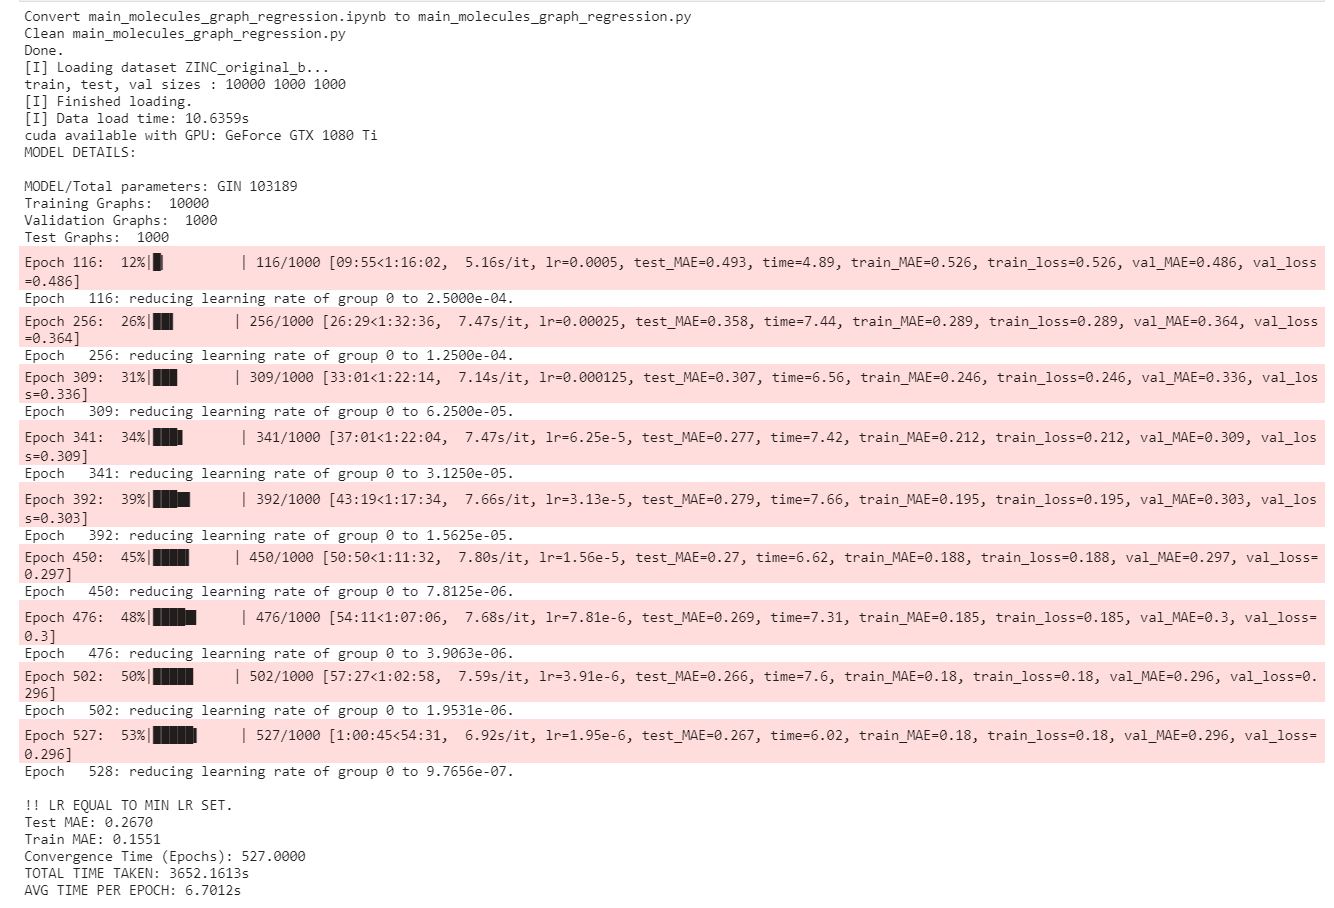 Convert main_molecules_graph_regression.ipynb to main_molecules_graph_regression.py
Clean main_molecules_graph_regression.py
Done.
[I] Loading dataset ZINC_original_b...
train, test, val sizes : 10000 1000 1000
[I] Finished loading.
[I] Data load time: 10.6359s
cuda available with GPU: GeForce GTX 1080 Ti
MODEL DETAILS:
MODEL/Total parameters: GIN 103189
Training Graphs:  10000
Validation Graphs:  1000
Test Graphs:  1000
Epoch 116:  12%|█         | 116/1000 [09:55<1:16:02,  5.16s/it, lr=0.0005, test_MAE=0.493, time=4.89, train_MAE=0.526, train_loss=0.526, val_MAE=0.486, val_loss
=0.486]
Epoch   116: reducing learning rate of group 0 to 2.5000e-04.
Epoch 256:  26%|██▌       | 256/1000 [26:29<1:32:36,  7.47s/it, lr=0.00025, test_MAE=0.358, time=7.44, train_MAE=0.289, train_loss=0.289, val_MAE=0.364, val_loss
=0.364]
Epoch   256: reducing learning rate of group 0 to 1.2500e-04.
Epoch 309:  31%|███       | 309/1000 [33:01<1:22:14,  7.14s/it, lr=0.000125, test_MAE=0.307, time=6.56, train_MAE=0.246, train_loss=0.246, val_MAE=0.336, val_los
s=0.336]
Epoch   309: reducing learning rate of group 0 to 6.2500e-05.
Epoch 341:  34%|███▍      | 341/1000 [37:01<1:22:04,  7.47s/it, lr=6.25e-5, test_MAE=0.277, time=7.42, train_MAE=0.212, train_loss=0.212, val_MAE=0.309, val_los
s=0.309]
Epoch   341: reducing learning rate of group 0 to 3.1250e-05.
Epoch 392:  39%|███▉      | 392/1000 [43:19<1:17:34,  7.66s/it, lr=3.13e-5, test_MAE=0.279, time=7.66, train_MAE=0.195, train_loss=0.195, val_MAE=0.303, val_los
s=0.303]
Epoch   392: reducing learning rate of group 0 to 1.5625e-05.
Epoch 450:  45%|████▌     | 450/1000 [50:50<1:11:32,  7.80s/it, lr=1.56e-5, test_MAE=0.27, time=6.62, train_MAE=0.188, train_loss=0.188, val_MAE=0.297, val_loss=
0.297]
Epoch   450: reducing learning rate of group 0 to 7.8125e-06.
Epoch 476:  48%|████▊     | 476/1000 [54:11<1:07:06,  7.68s/it, lr=7.81e-6, test_MAE=0.269, time=7.31, train_MAE=0.185, train_loss=0.185, val_MAE=0.3, val_loss=
0.3]
Epoch   476: reducing learning rate of group 0 to 3.9063e-06.
Epoch 502:  50%|█████     | 502/1000 [57:27<1:02:58,  7.59s/it, lr=3.91e-6, test_MAE=0.266, time=7.6, train_MAE=0.18, train_loss=0.18, val_MAE=0.296, val_loss=0.
296]
Epoch   502: reducing learning rate of group 0 to 1.9531e-06.
Epoch 527:  53%|█████▎    | 527/1000 [1:00:45<54:31,  6.92s/it, lr=1.95e-6, test_MAE=0.267, time=6.02, train_MAE=0.18, train_loss=0.18, val_MAE=0.296, val_loss=
0.296]
Epoch   528: reducing learning rate of group 0 to 9.7656e-07.
!! LR EQUAL TO MIN LR SET.
Test MAE: 0.2670
Train MAE: 0.1551
Convergence Time (Epochs): 527.0000
TOTAL TIME TAKEN: 3652.1613s
AVG TIME PER EPOCH: 6.7012s